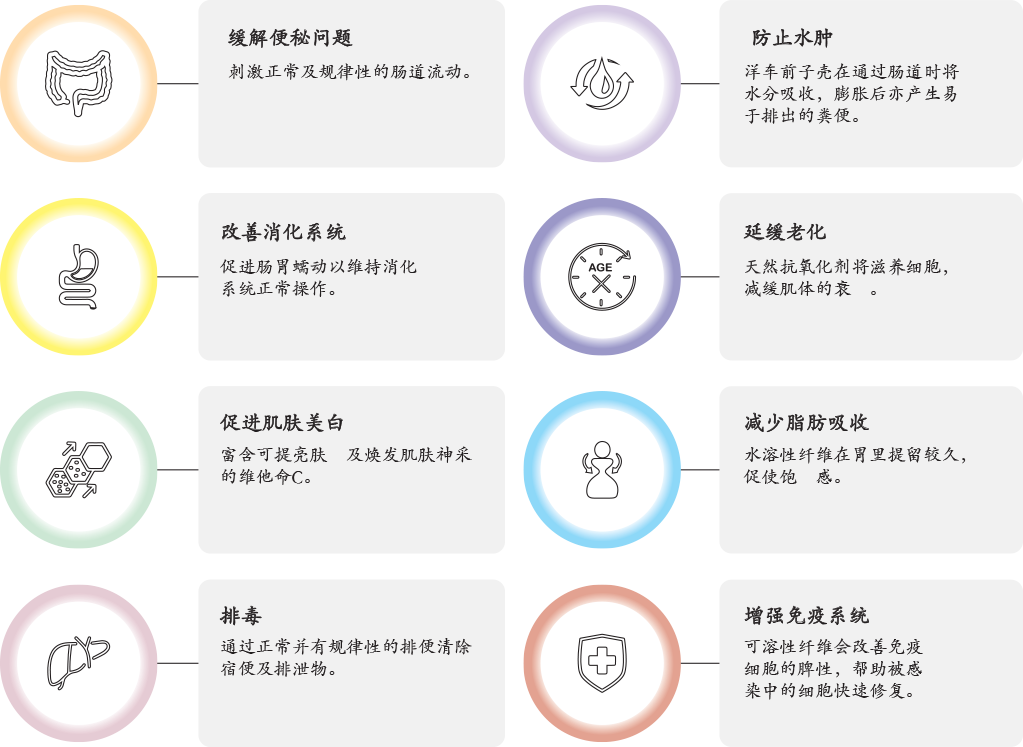 缓解便秘问题
刺激正常及规律性的肠道流动。
防止水肿
洋车前子壳在通过肠道时将
水分吸收，膨胀后亦产生易
于排出的粪便。
改善消化系统
促进肠胃蠕动以维持消化
系统正常操作。
延缓老化
AGE
天然抗氧化剂将滋养细胞，
减缓肌体的衰 。
促进肌肤美白
富含可提亮肤 及焕发肌肤神采
的维他命C。
减少脂肪吸收
水溶性纤维在胃里提留较久，
促使饱 感。
排毒
通过正常并有规律性的排便清除
宿便及排泄物。
增强免疫系统
可溶性纤维会改善免疫
细胞的脾性，帮助被感
染中的细胞快速修复。